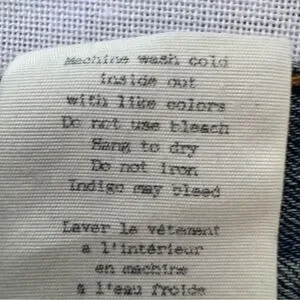 Machine wash cold
inside out
with like colors
Do not use bleach
Hang to dry
Do not iron
Indigo may bleed
Laver le vétement
a l'intérieur
en machine
à l'eau froide